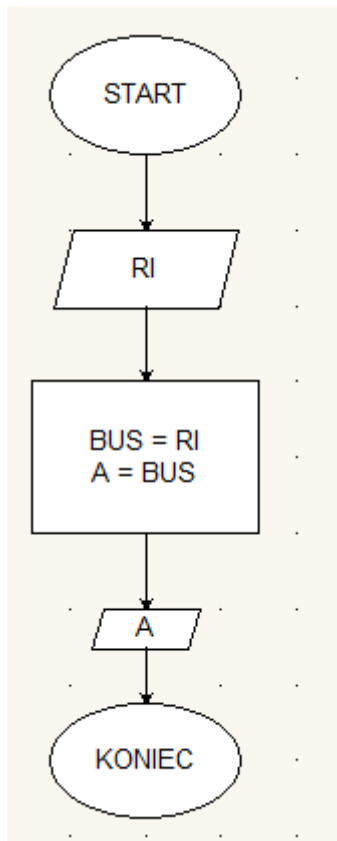 START
RI
BUS = RI
A = BUS
A
KONIEC